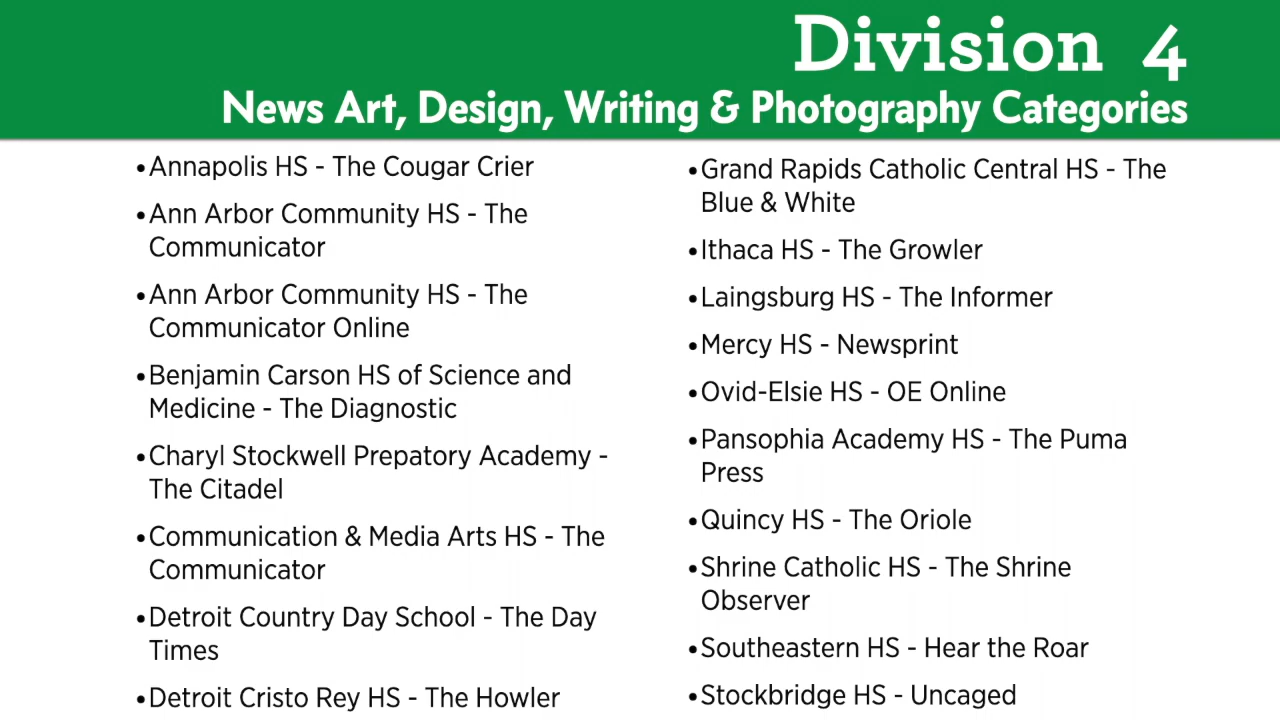 Division 4
News Art, Design, Writing & Photography Categories
•Annapolis HS - The Cougar Crier
•Ann Arbor Community HS - The
Communicator
•Ann Arbor Community HS - The
Communicator Online
•Benjamin Carson HS of Science and
Medicine - The Diagnostic
•Charyl Stockwell Prepatory Academy -
The Citadel
•Communication & Media Arts HS - The
Communicator
•Detroit Country Day School - The Day
Times
•Detroit Cristo Rey HS - The Howler
•Grand Rapids Catholic Central HS - The
Blue & White
•Ithaca HS - The Growler
•Laingsburg HS - The Informer
•Mercy HS - Newsprint
•Ovid-Elsie HS - OE Online
•Pansophia Academy HS - The Puma
Press
•Quincy HS - The Oriole
•Shrine Catholic HS - The Shrine
Observer
•Southeastern HS - Hear the Roar
•Stockbridge HS - Uncaged